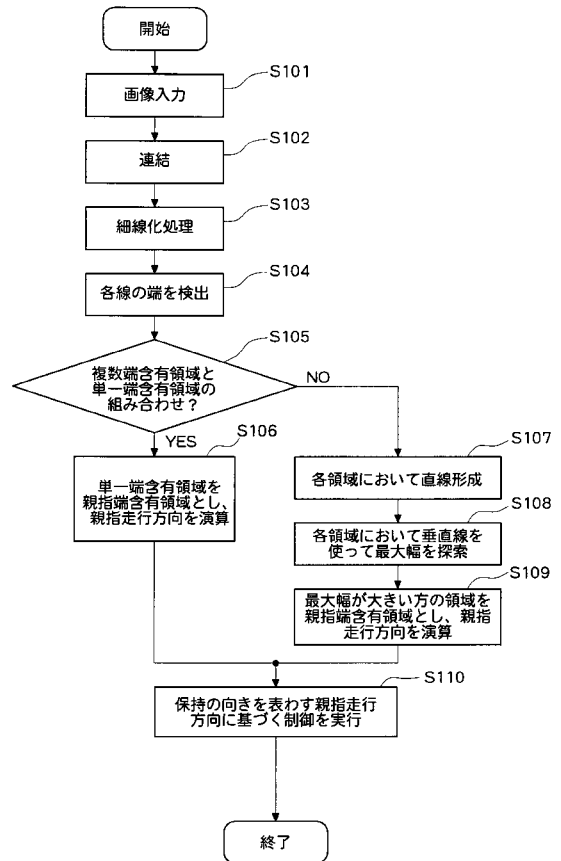 開始
S101
画像入力
S102
連結
S103
細線化処理
S104
各線の端を検出
S105
複数端含有領域と
単一端含有領域の
組み合わせ？
NO
YES
S106
単一端含有領域を
親指端含有領域とし、
親指走行方向を演算
S107
各領域において直線形成
S108
各領域において垂直線を
使って最大幅を探索
S109
最大幅が大きい方の領域を
親指端含有領域とし、親指
走行方向を演算
S110
保持の向きを表わす親指走行
方向に基づく制御を実行
終了